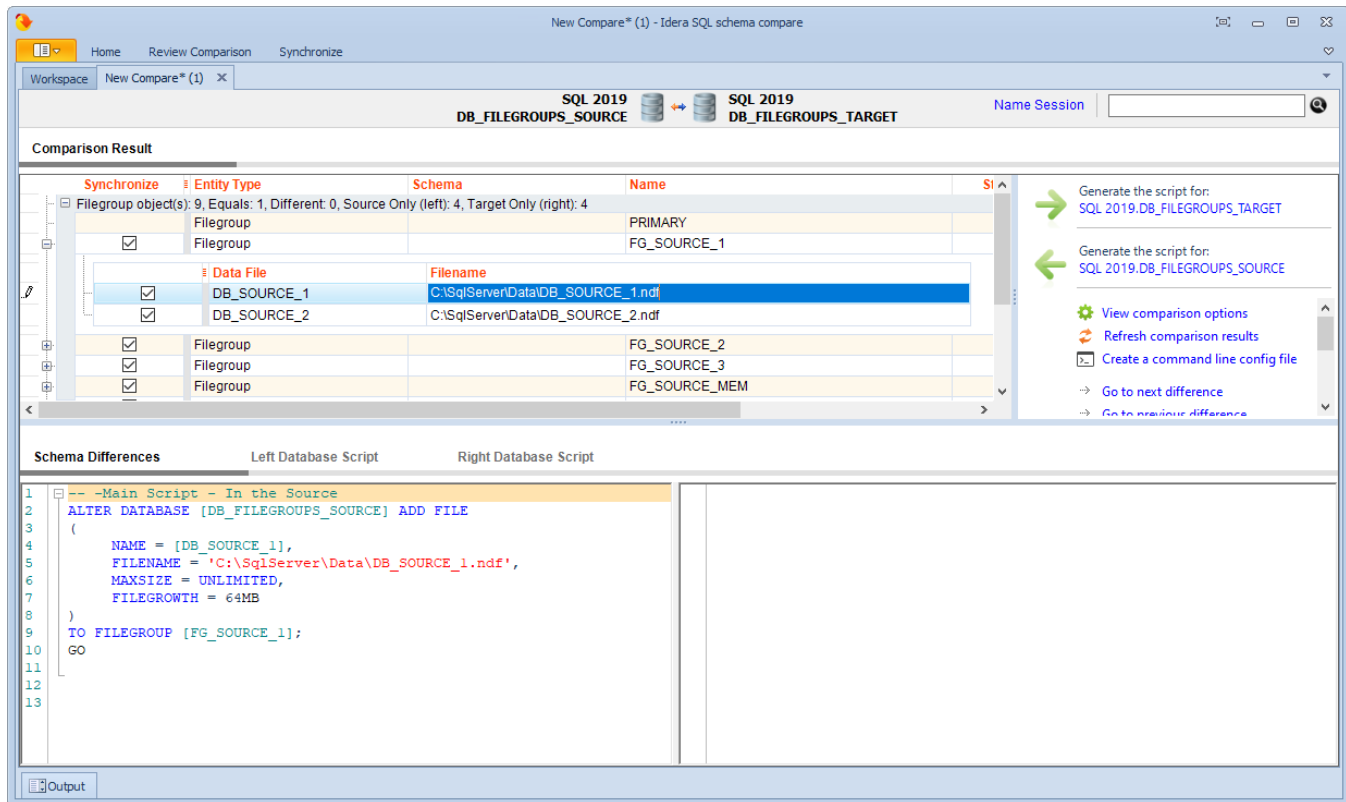 New Compare* (1) - Idera SQL schema compare
Home Review Comparison Synchronize
Workspace New Compare* (1)
SQL 2019 SQL 2019
DB_FILEGROUPS_SOURCE DB_FILEGROUPS_TARGET
Name Session
Comparison Result
Synchronize Entity Type Schema Name
Filegroup object(s): 9, Equals: 1, Different: 0, Source Only (left): 4, Target Only (right): 4
Filegroup PRIMARY
Filegroup FG_SOURCE_1
Data File Filename
DB_SOURCE_1 C:\SqlServer\Data\DB_SOURCE_1.ndf
DB_SOURCE_2 C:\SqlServer\Data\DB_SOURCE_2.ndf
Filegroup FG_SOURCE_2
Filegroup FG_SOURCE_3
Filegroup FG_SOURCE_MEM
Generate the script for:
SQL 2019.DB_FILEGROUPS_TARGET
Generate the script for:
SQL 2019.DB_FILEGROUPS_SOURCE
View comparison options
Refresh comparison results
Create a command line config file
Go to next difference
Go to previous difference
Schema Differences Left Database Script Right Database Script
1 -- -Main Script - In the Source
2 ALTER DATABASE [DB_FILEGROUPS_SOURCE] ADD FILE
3 (
4 NAME = [DB_SOURCE_1],
5 FILENAME = 'C:\SqlServer\Data\DB_SOURCE_1.ndf',
6 MAXSIZE = UNLIMITED,
7 FILEGROWTH = 64MB
8 )
9 TO FILEGROUP [FG_SOURCE_1];
10 GO
11
12
13
Output